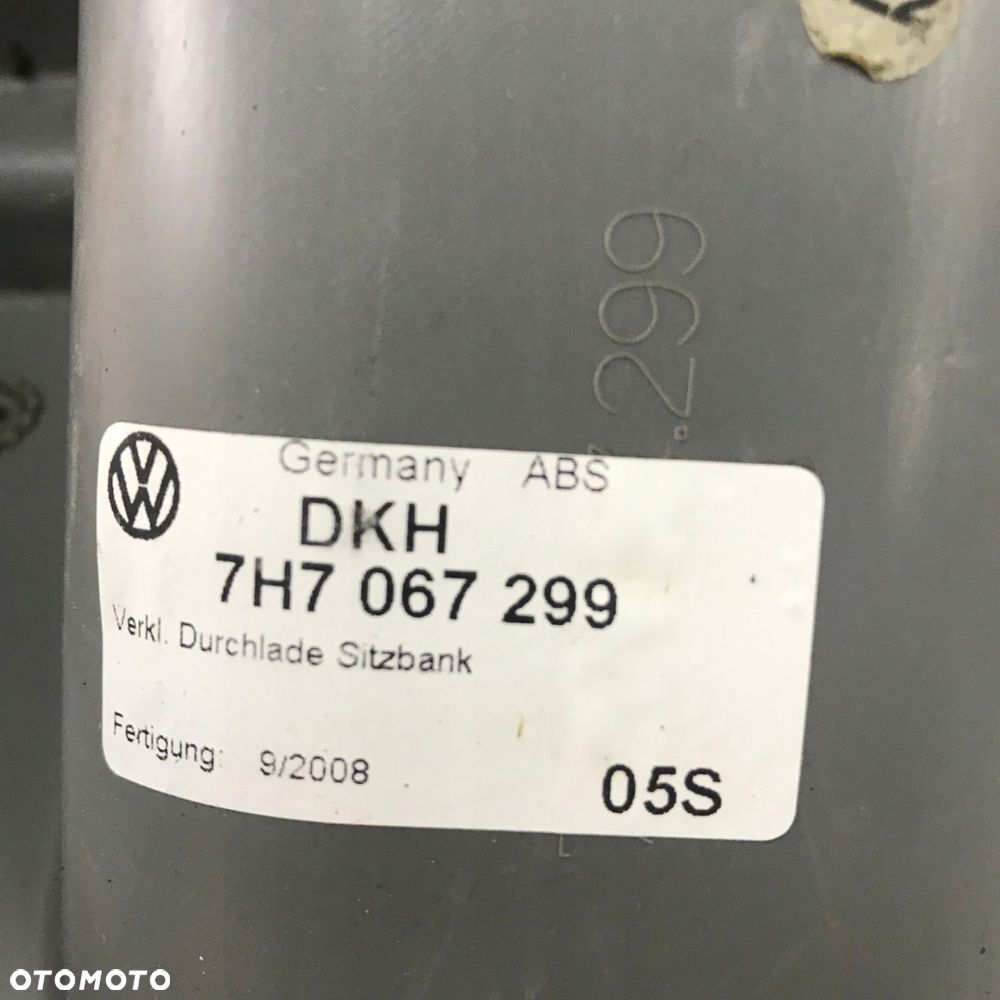 .299
Germany ABS
DKH
7H7 067 299
Verkl. Durchlade Sitzbank
Fertigung: 9/2008
05S
OTOMOTO